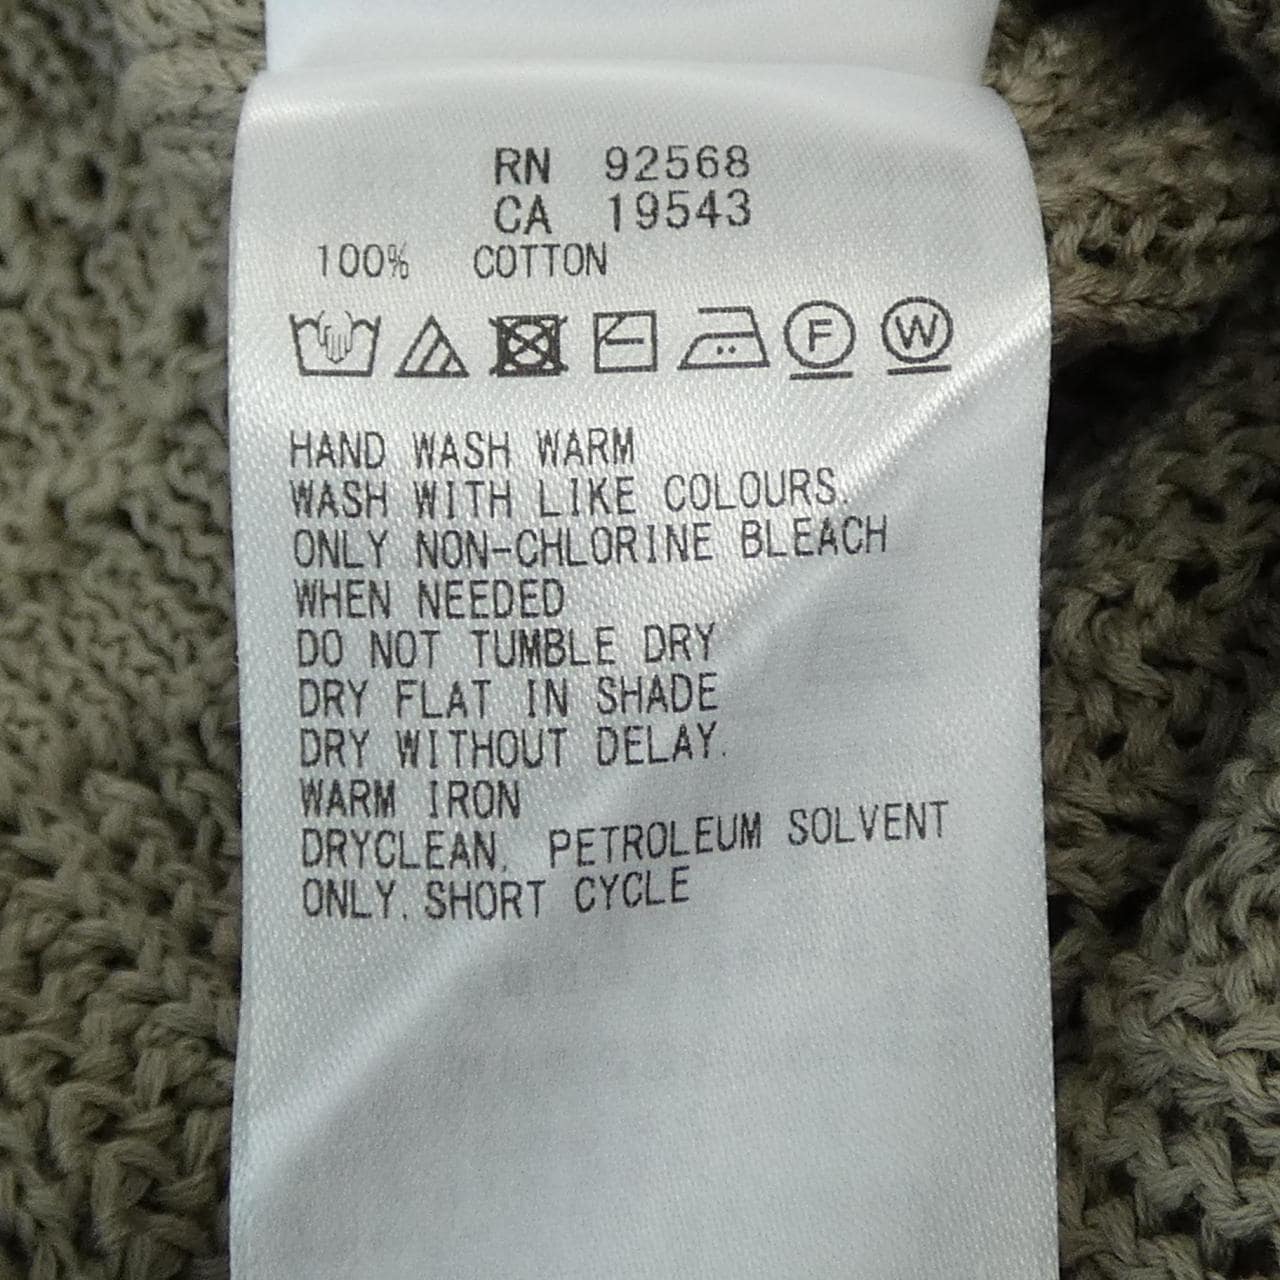 RN 92568
CA 19543
100% COTTON
F W
HAND WASH WARM
WASH WITH LIKE COLOURS.
ONLY NON-CHLORINE BLEACH
WHEN NEEDED
DO NOT TUMBLE DRY
DRY FLAT IN SHADE
DRY WITHOUT DELAY.
WARM IRON
DRYCLEAN. PETROLEUM SOLVENT
ONLY. SHORT CYCLE